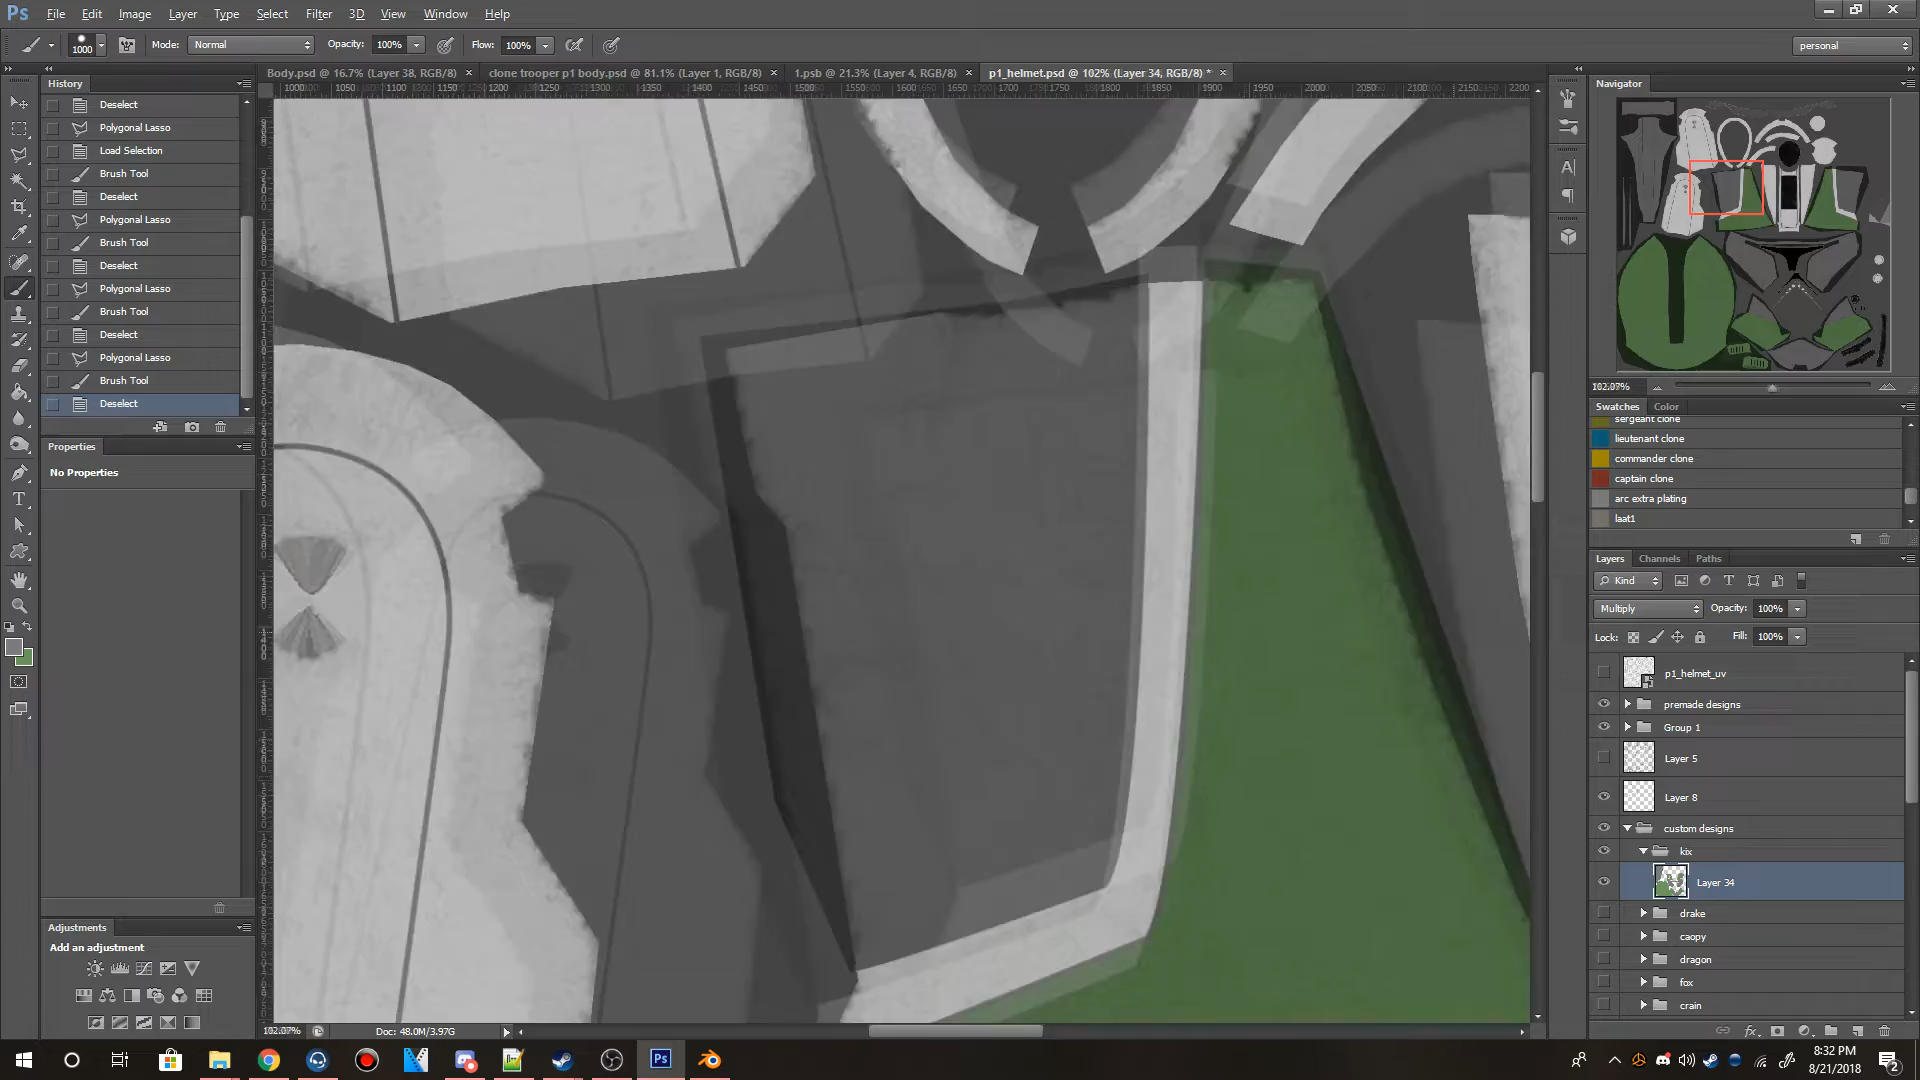 Ps File Edit Image Layer Type Select Filter 3D View Window Help
1000 Mode: Normal Opacity: 100% Flow: 100% personal
History
Body.psd @ 16.7% (Layer 38, RGB/8) × clone trooper p1 body.psd @ 81.1% (Layer 1, RGB/8) × 1.psb @ 21.3% (Layer 4, RGB/8) × p1_helmet.psd @ 102% (Layer 34, RGB/8) * ×
Navigator
Deselect
Polygonal Lasso
Load Selection
Brush Tool
Deselect
Polygonal Lasso
Brush Tool
Deselect
Polygonal Lasso
Brush Tool
Deselect
Polygonal Lasso
Brush Tool
Deselect
Properties
No Properties
Adjustments
Add an adjustment
102.07%
Swatches Color
sergeant clone
lieutenant clone
commander clone
captain clone
arc extra plating
laat1
Layers Channels Paths
Kind
Multiply Opacity: 100%
Lock: Fill: 100%
p1_helmet_uv
premade designs
Group 1
Layer 5
Layer 8
custom designs
kix
Layer 34
drake
caopy
dragon
fox
crain
102.07% Doc: 48.0M/3.97G
8:32 PM
8/21/2018
2